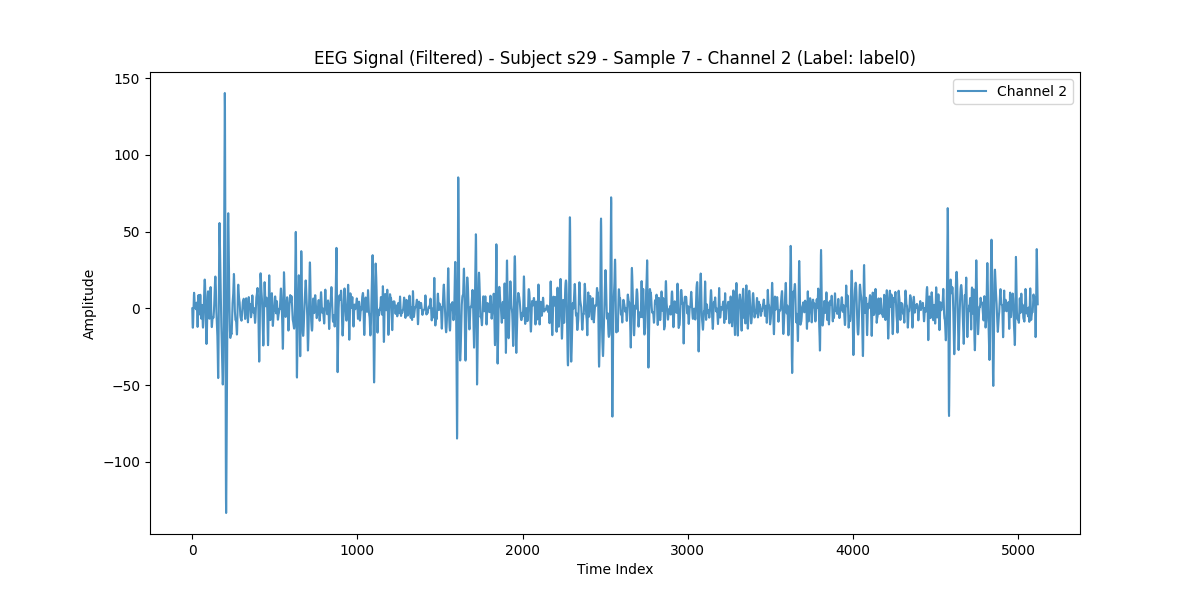 EEG Signal (Filtered) - Subject s29 - Sample 7 - Channel 2 (Label: label0)
Channel 2
150
100
50
0
−50
−100
Amplitude
0 1000 2000 3000 4000 5000
Time Index